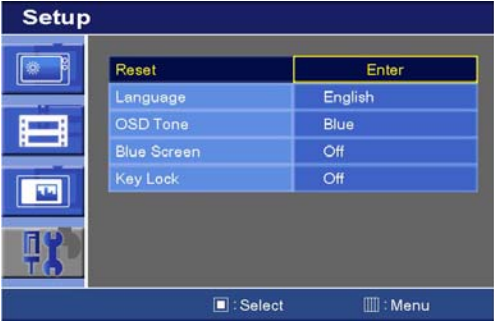 Setup
Reset Enter
Language English
OSD Tone Blue
Blue Screen Off
Key Lock Off
: Select : Menu